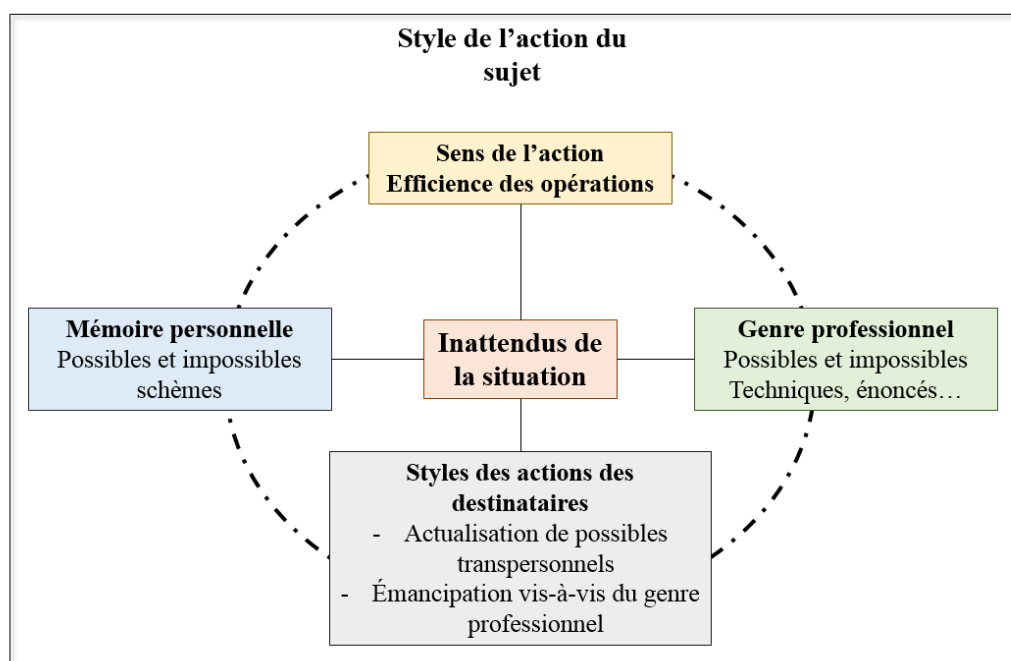 Style de l’action du
sujet
Sens de l’action
Efficience des opérations
Mémoire personnelle
Possibles et impossibles
schèmes
Inattendus de
la situation
Genre professionnel
Possibles et impossibles
Techniques, énoncés…
Styles des actions des
destinataires
- Actualisation de possibles
transpersonnels
- Émancipation vis-à-vis du genre
professionnel